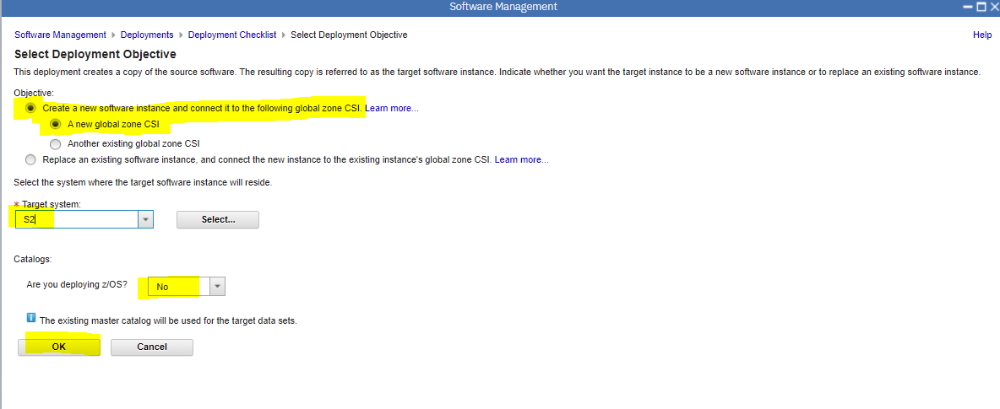 Software Management
Software Management Deployments Deployment Checklist Select Deployment Objective Help
Select Deployment Objective
This deployment creates a copy of the source software. The resulting copy is referred to as the target software instance. Indicate whether you want the target instance to be a new software instance or to replace an existing software instance.
Objective:
Create a new software instance and connect it to the following global zone CSI. Learn more...
A new global zone CSI
Another existing global zone CSI
Replace an existing software instance, and connect the new instance to the existing instance's global zone CSI. Learn more...
Select the system where the target software instance will reside.
* Target system:
S2 Select...
Catalogs:
Are you deploying z/OS? No
The existing master catalog will be used for the target data sets.
OK Cancel